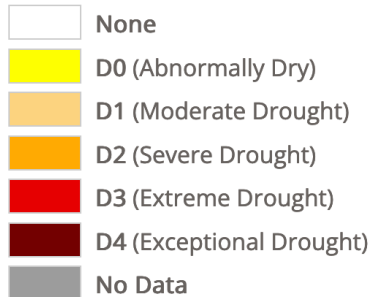 None
D0 (Abnormally Dry)
D1 (Moderate Drought)
D2 (Severe Drought)
D3 (Extreme Drought)
D4 (Exceptional Drought)
No Data